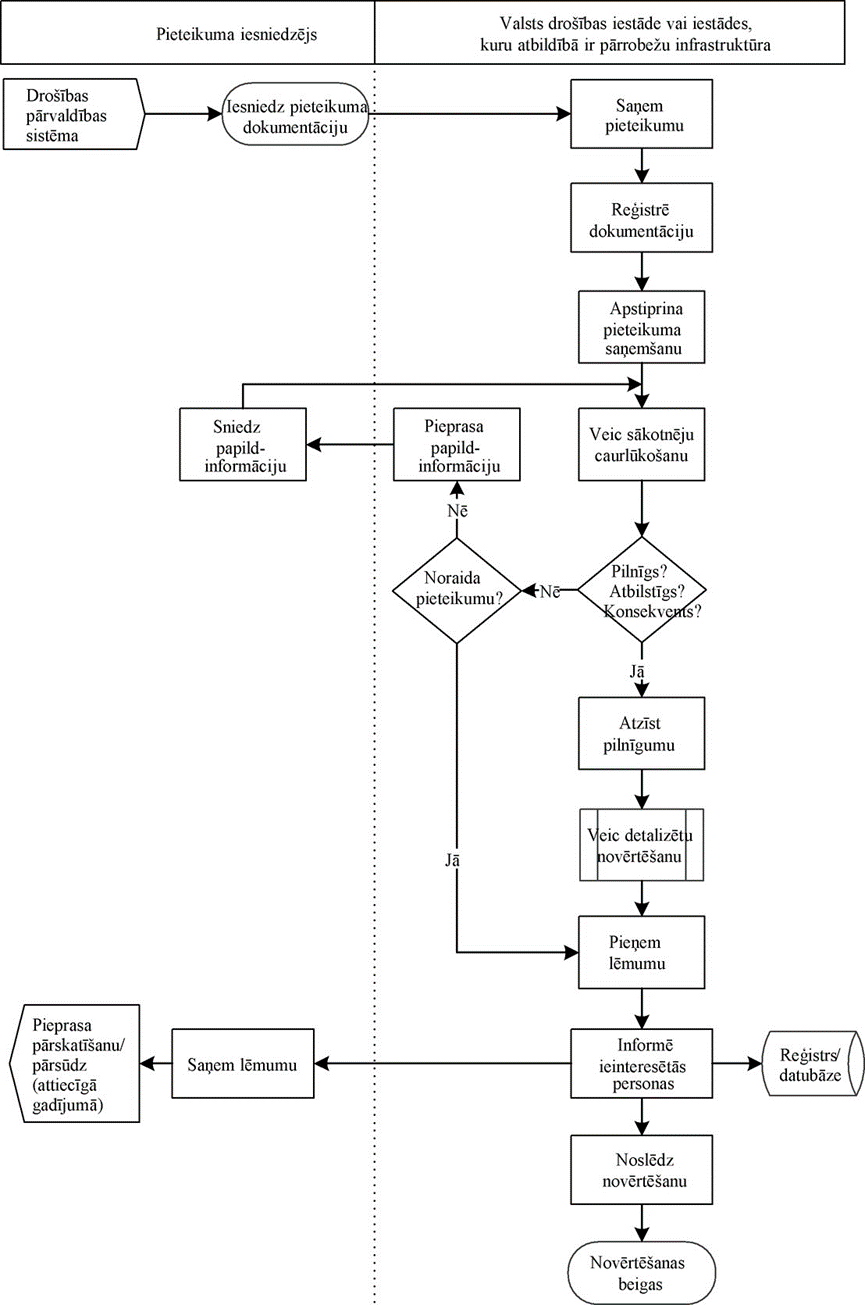 Pieteikuma iesniedzējs
Valsts drošības iestāde vai iestādes,
kuru atbildībā ir pārrobežu infrastruktūra
Drošības
pārvaldības
sistēma
Iesniedz pieteikuma
dokumentāciju
Saņem
pieteikumu
Reģistrē
dokumentāciju
Apstiprina
pieteikuma
saņemšanu
Sniedz
papild-
informāciju
Pieprasa
papild-
informāciju
Veic sākotnēju
caurlūkošanu
Nē
Noraida
pieteikumu?
Nē
Pilnīgs?
Atbilstīgs?
Konsekvents?
Jā
Atzīst
pilnīgumu
Veic detalizētu
novērtēšanu
Jā
Pieņem
lēmumu
Pieprasa
pārskatīšanu/
pārsūdz
(attiecīgā
gadījumā)
Saņem lēmumu
Informē
ieinteresētās
personas
Reģistrs/
datubāze
Noslēdz
novērtēšanu
Novērtēšanas
beigas